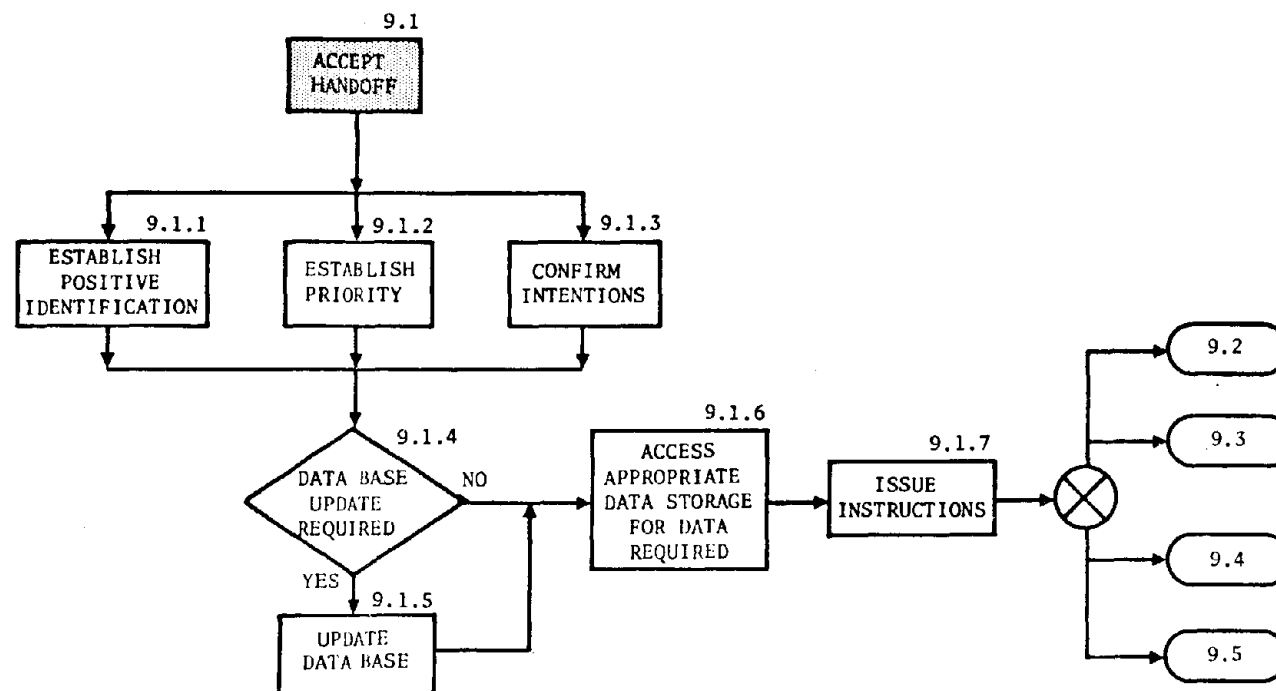 9.1
ACCEPT
HANDOFF
9.1.1
ESTABLISH
POSITIVE
IDENTIFICATION
9.1.2
ESTABLISH
PRIORITY
9.1.3
CONFIRM
INTENTIONS
9.1.4
DATA BASE
UPDATE
REQUIRED
NO
YES
9.1.5
UPDATE
DATA BASE
9.1.6
ACCESS
APPROPRIATE
DATA STORAGE
FOR DATA
REQUIRED
9.1.7
ISSUE
INSTRUCTIONS
9.2
9.3
9.4
9.5